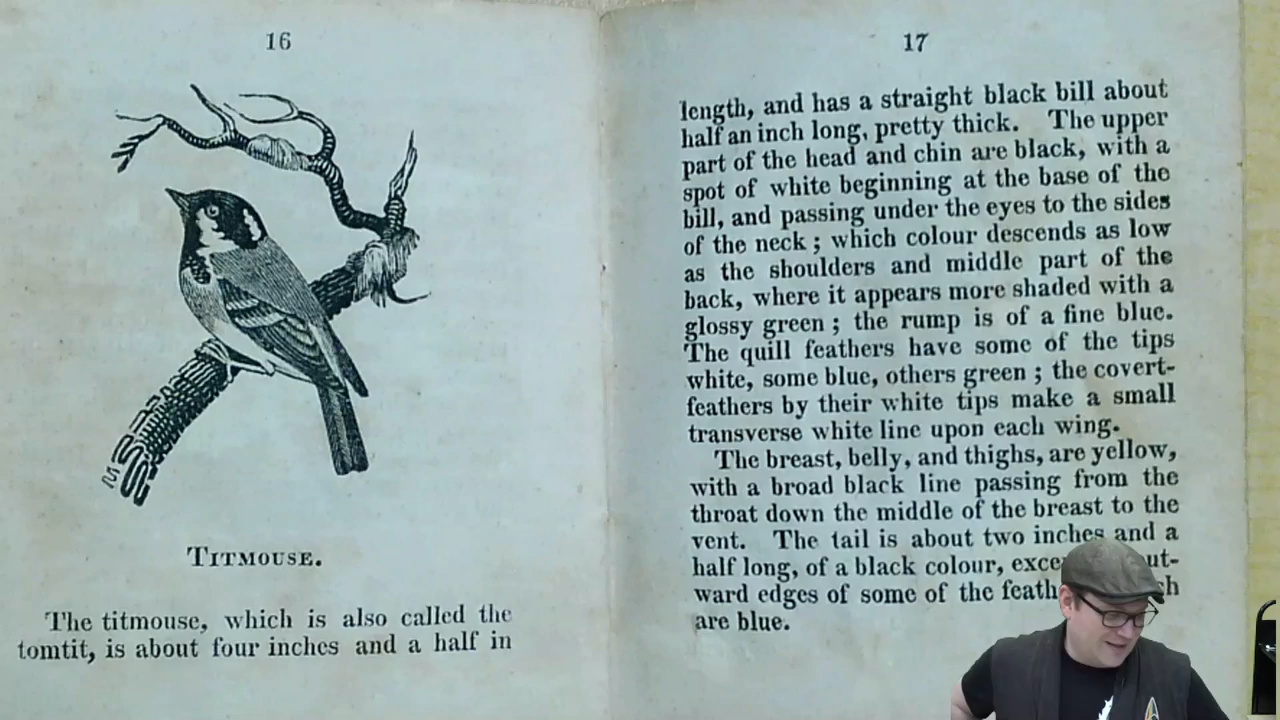 16
TITMOUSE.
The titmouse, which is also called the
tomtit, is about four inches and a half in
17
length, and has a straight black bill about
half an inch long, pretty thick. The upper
part of the head and chin are black, with a
spot of white beginning at the base of the
bill, and passing under the eyes to the sides
of the neck; which colour descends as low
as the shoulders and middle part of the
back, where it appears more shaded with a
glossy green; the rump is of a fine blue.
The quill feathers have some of the tips
white, some blue, others green; the covert-
feathers by their white tips make a small
transverse white line upon each wing.
The breast, belly, and thighs, are yellow,
with a broad black line passing from the
throat down the middle of the breast to the
vent. The tail is about two inches and a
half long, of a black colour,
ward edges of some of the
are blue.